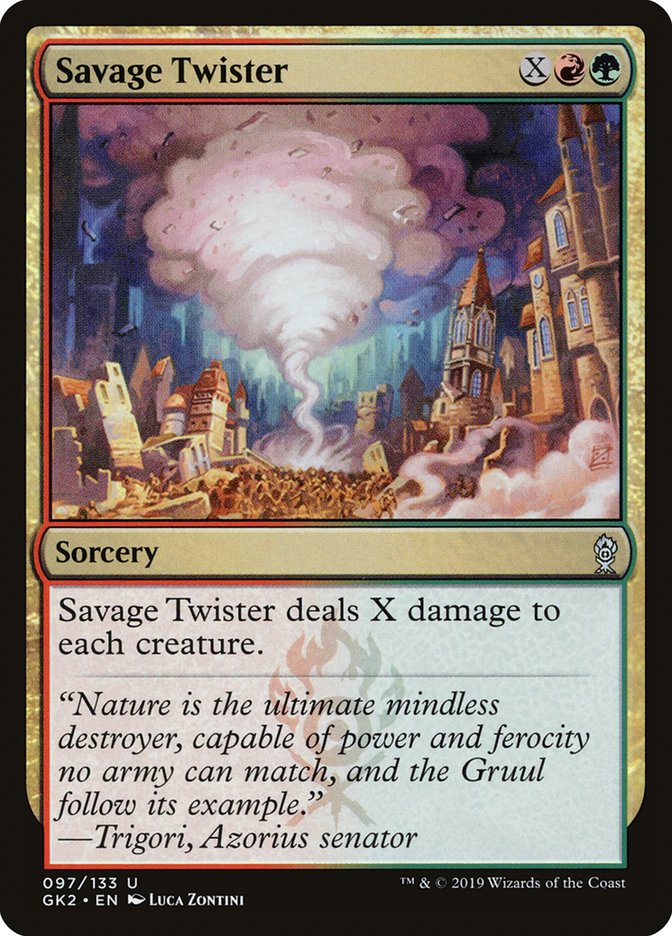 Savage Twister X
Sorcery
Savage Twister deals X damage to
each creature.
“Nature is the ultimate mindless
destroyer, capable of power and ferocity
no army can match, and the Gruul
follow its example.”
—Trigori, Azorius senator
097/133 U
GK2 • EN Luca Zontini
™ & © 2019 Wizards of the Coast